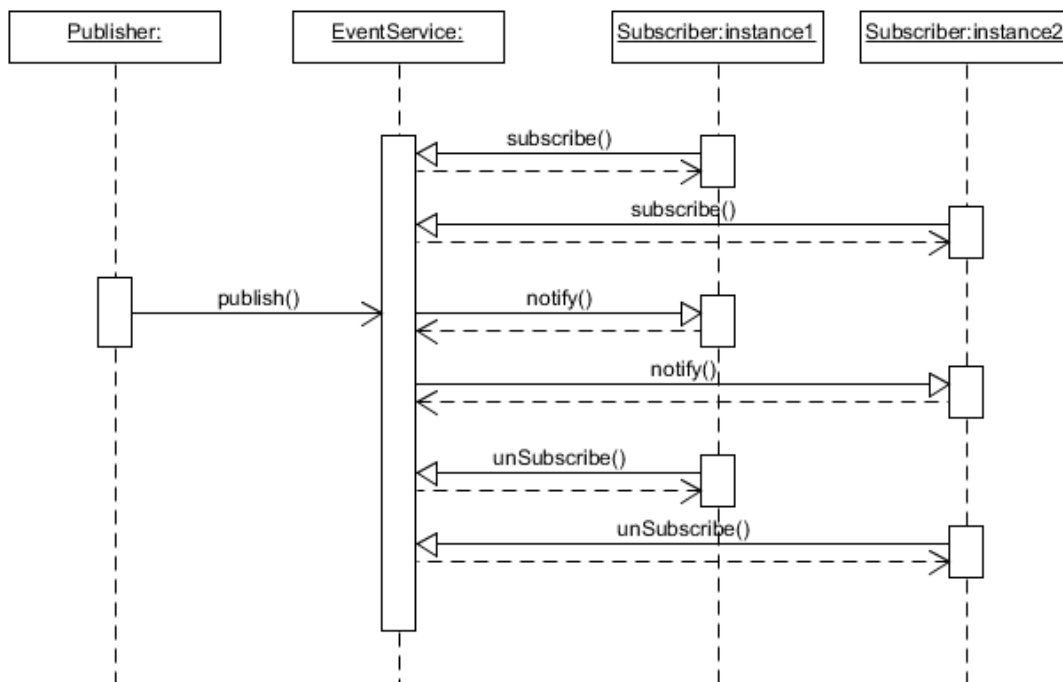 Publisher:
EventService:
Subscriber:instance1
Subscriber:instance2
subscribe()
subscribe()
publish()
notify()
notify()
unSubscribe()
unSubscribe()